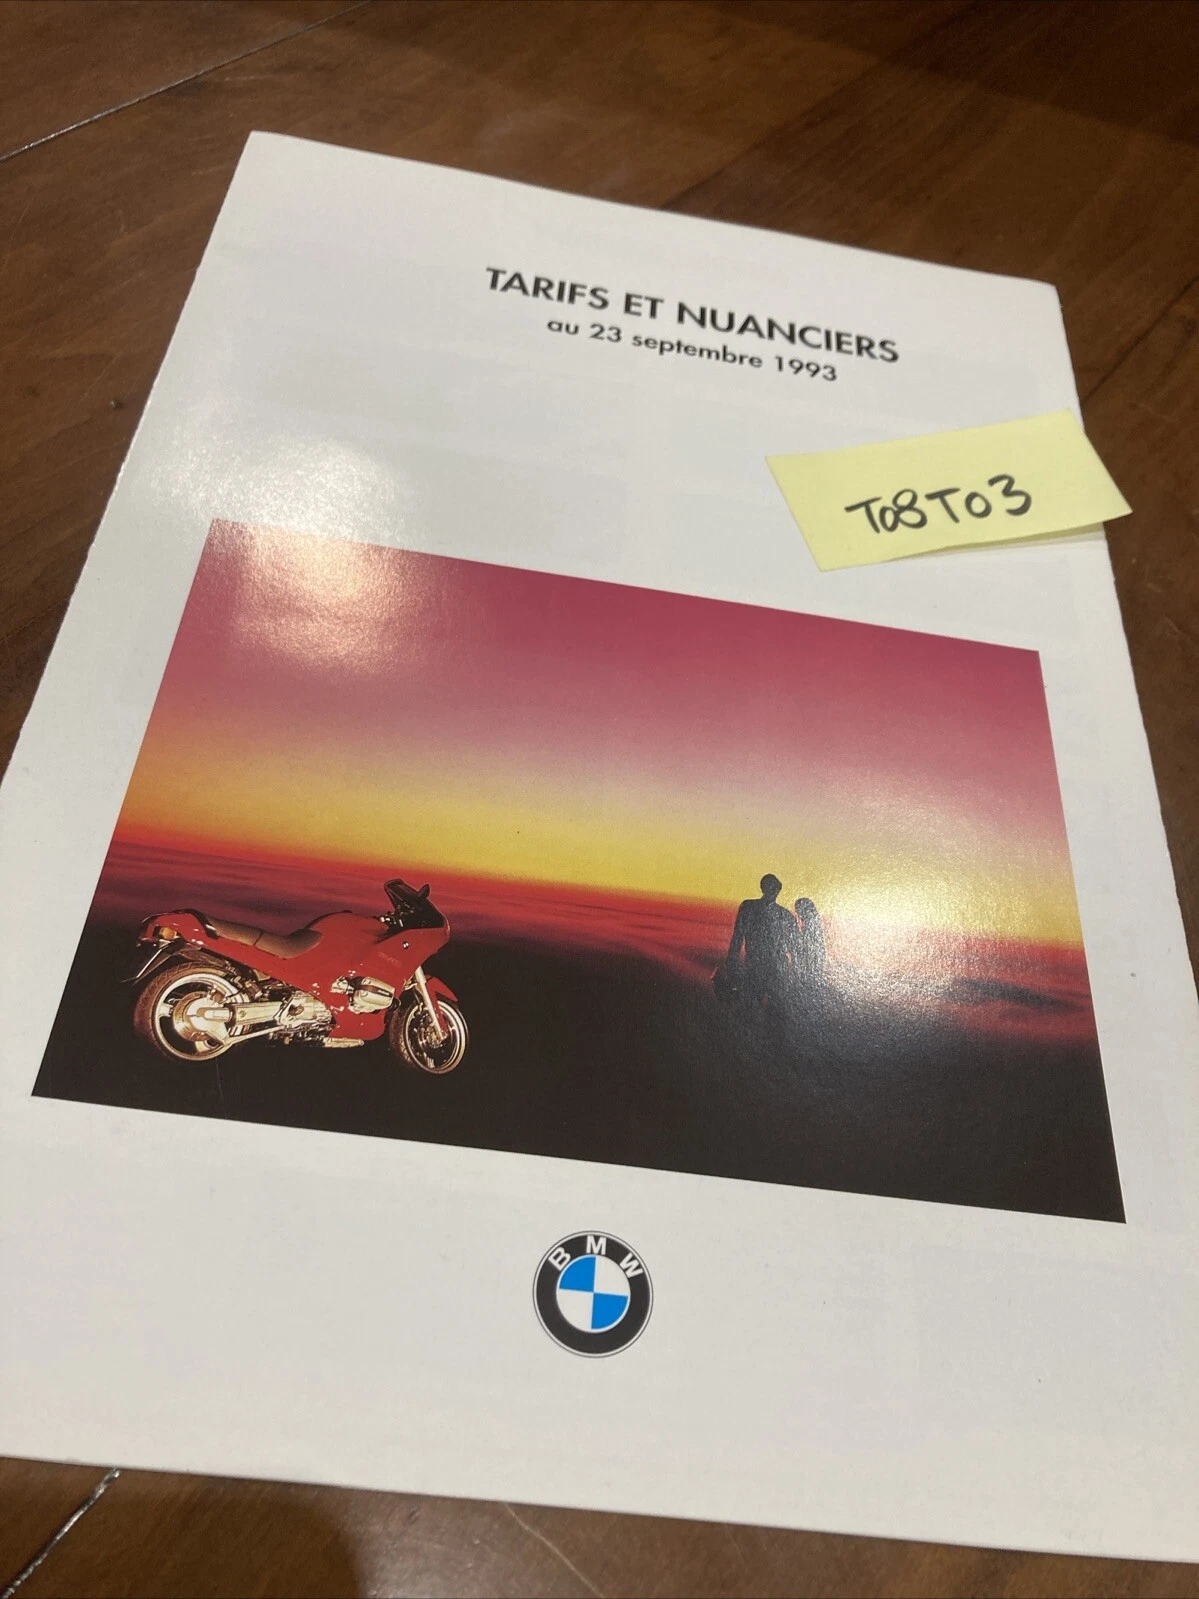 TARIFS ET NUANCIERS
au 23 septembre 1993
T08T03
BMW